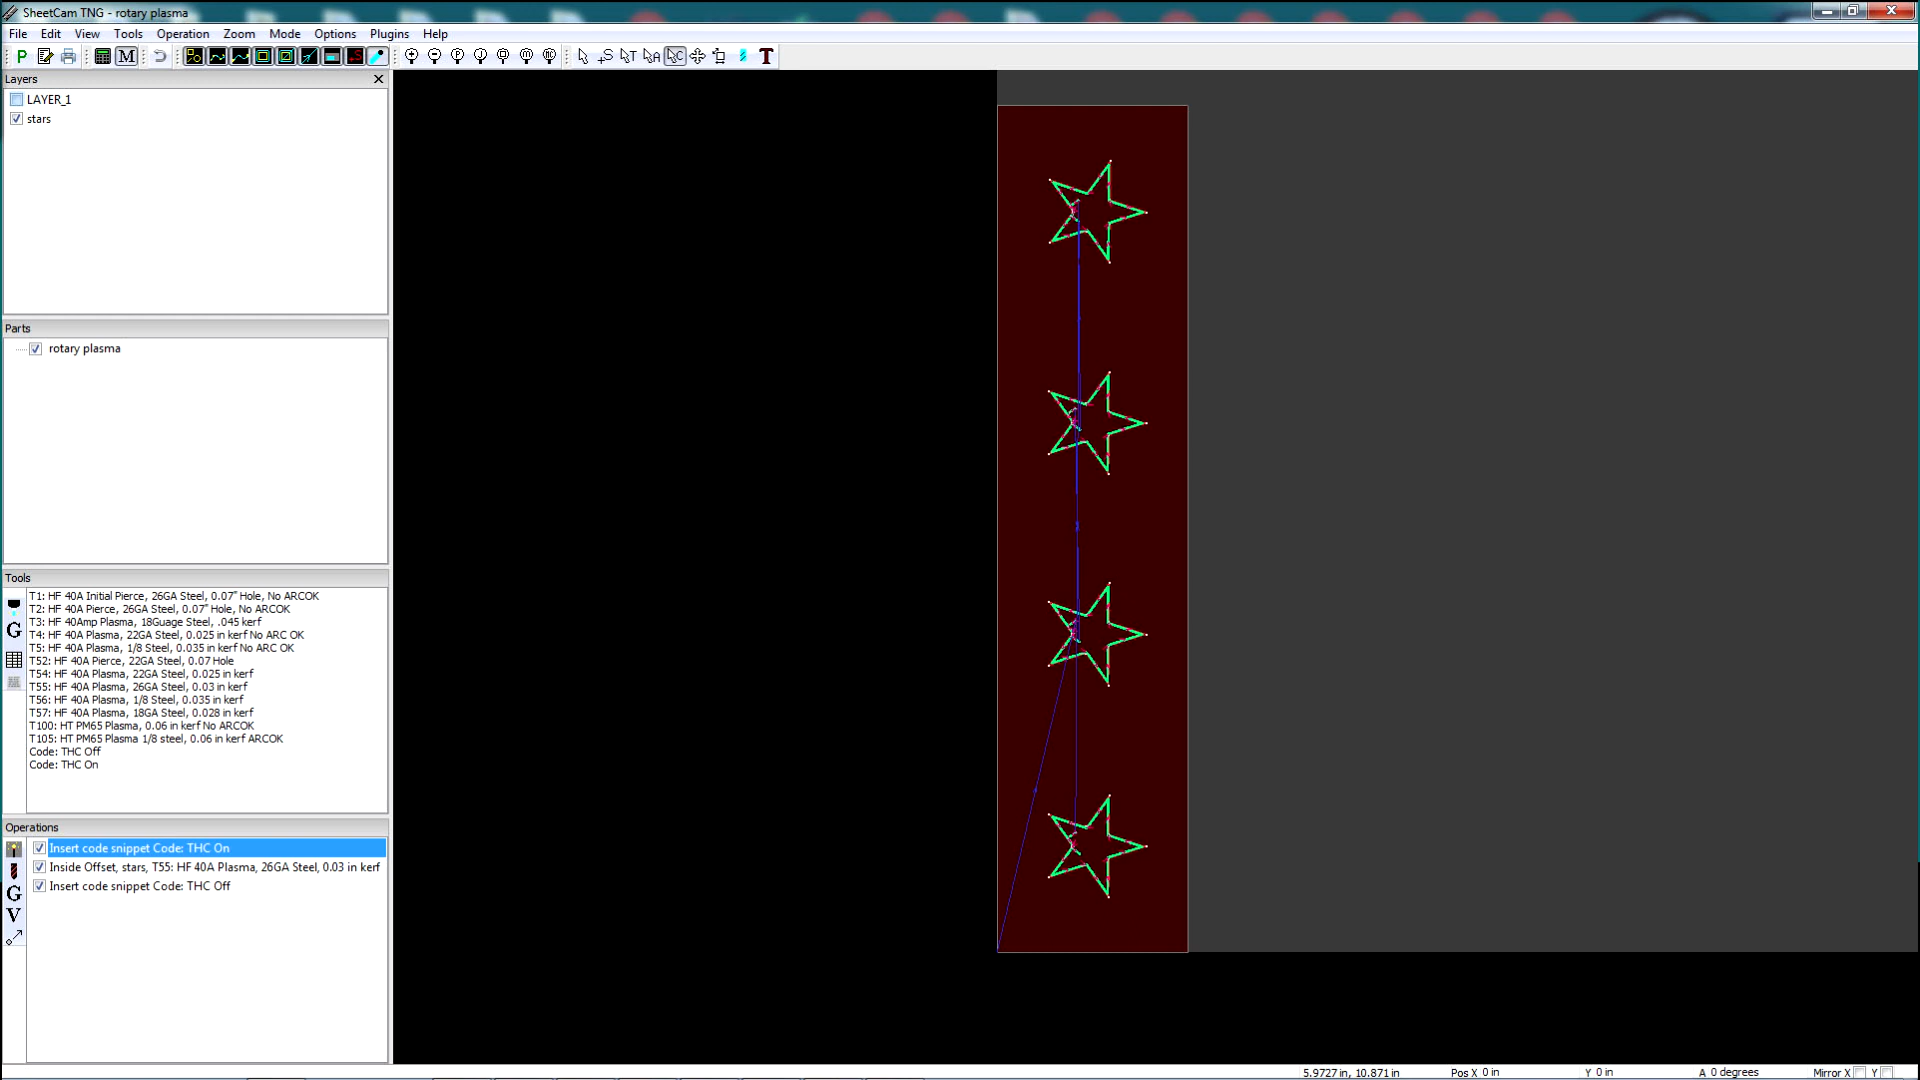 SheetCam TNG - rotary plasma
File Edit View Tools Operation Zoom Mode Options Plugins Help
P M S T A C T
Layers
LAYER_1
stars
Parts
rotary plasma
Tools
T1: HF 40A Initial Pierce, 26GA Steel, 0.07" Hole, No ARCOK
T2: HF 40A Pierce, 26GA Steel, 0.07" Hole, No ARCOK
T3: HF 40Amp Plasma, 18Guage Steel, .045 kerf
T4: HF 40A Plasma, 22GA Steel, 0.025 in kerf No ARC OK
T5: HF 40A Plasma, 1/8 Steel, 0.035 in kerf No ARC OK
T52: HF 40A Pierce, 22GA Steel, 0.07 Hole
T54: HF 40A Plasma, 22GA Steel, 0.025 in kerf
T55: HF 40A Plasma, 26GA Steel, 0.03 in kerf
T56: HF 40A Plasma, 1/8 Steel, 0.035 in kerf
T57: HF 40A Plasma, 18GA Steel, 0.028 in kerf
T100: HT PM65 Plasma, 0.06 in kerf No ARCOK
T105: HT PM65 Plasma 1/8 steel, 0.06 in kerf ARCOK
Code: THC Off
Code: THC On
G
Operations
Insert code snippet Code: THC On
Inside Offset, stars, T55: HF 40A Plasma, 26GA Steel, 0.03 in kerf
Insert code snippet Code: THC Off
G
V
5.9727 in, 10.871 in Pos X 0 in Y 0 in A 0 degrees Mirror X Y